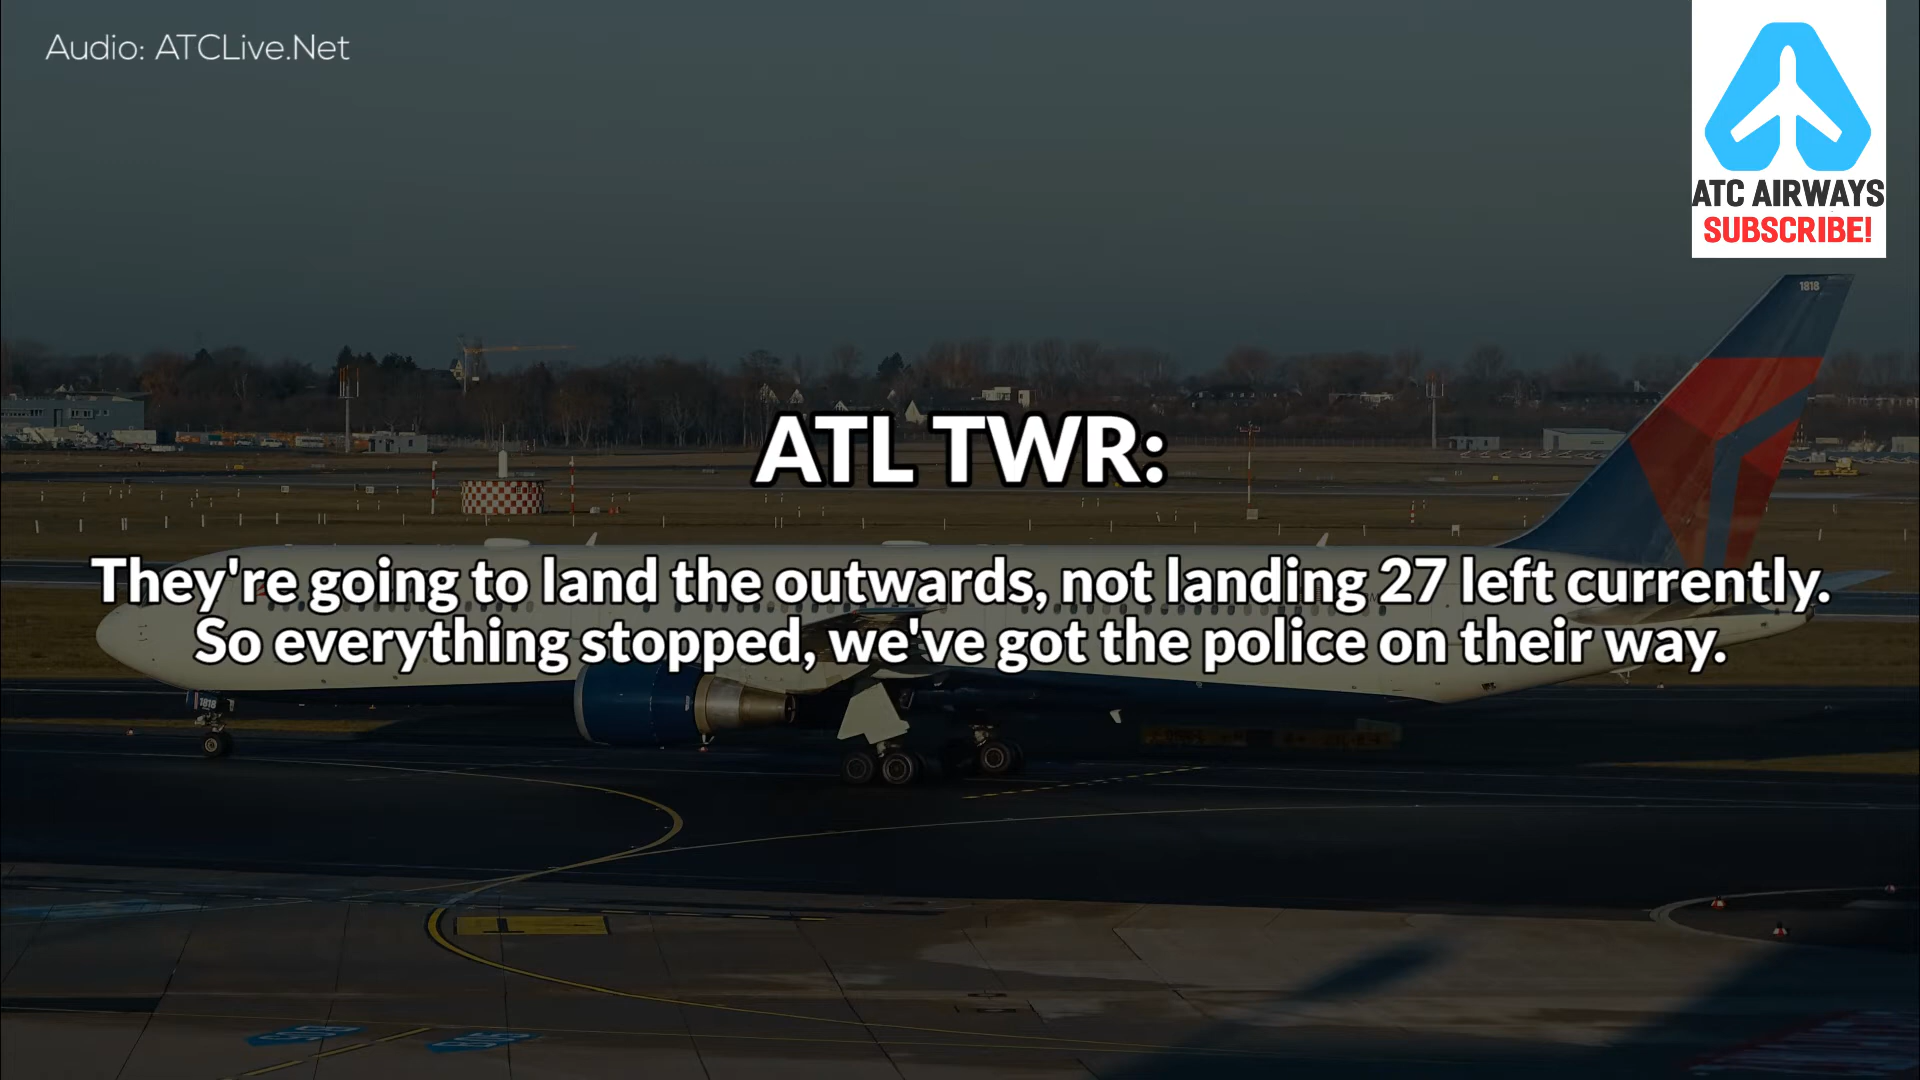 Audio: ATCLive.Net
ATC AIRWAYS
SUBSCRIBE!
1818
ATL TWR:
They're going to land the outwards, not landing 27 left currently.
So everything stopped, we've got the police on their way.
1818